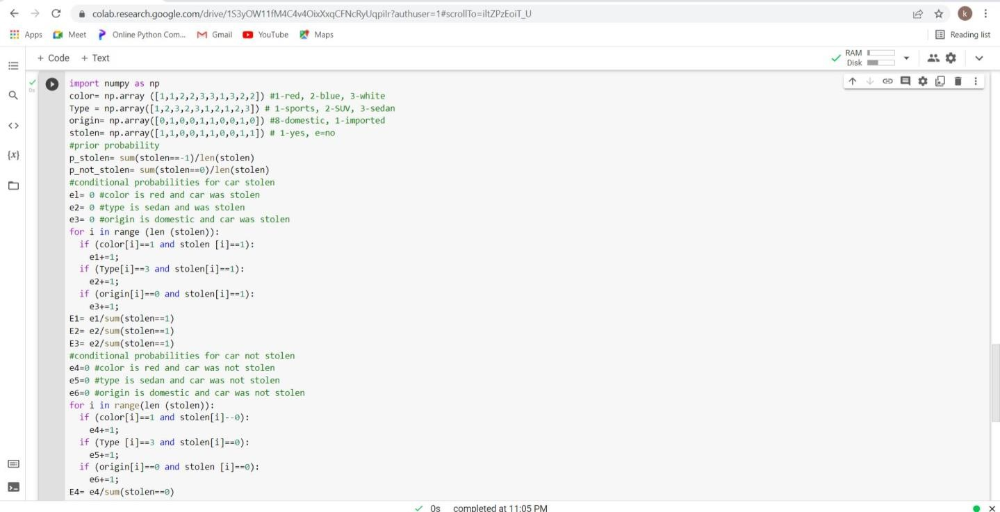 colab.research.google.com/drive/1S3yOW11fM4C4v4OixXxqCFNcRyUqpiIr?authuser=1#scrollTo=iltZPzEoiT_U
k
Apps Meet Online Python Com... Gmail YouTube Maps Reading list
+ Code + Text
RAM
Disk
0s
import numpy as np
color= np.array ([1,1,2,2,3,3,1,3,2,2]) #1-red, 2-blue, 3-white
Type = np.array([1,2,3,2,3,1,2,1,2,3]) # 1-sports, 2-SUV, 3-sedan
origin= np.array([0,1,0,0,1,1,0,0,1,0]) #8-domestic, 1-imported
stolen= np.array([1,1,0,0,1,1,0,0,1,1]) # 1-yes, e=no
#prior probability
p_stolen= sum(stolen==-1)/len(stolen)
p_not_stolen= sum(stolen==0)/len(stolen)
#conditional probabilities for car stolen
el= 0 #color is red and car was stolen
e2= 0 #type is sedan and was stolen
e3= 0 #origin is domestic and car was stolen
for i in range (len (stolen)):
  if (color[i]==1 and stolen [i]==1):
    e1+=1;
  if (Type[i]==3 and stolen[i]==1):
    e2+=1;
  if (origin[i]==0 and stolen[i]==1):
    e3+=1;
E1= e1/sum(stolen==1)
E2= e2/sum(stolen==1)
E3= e2/sum(stolen==1)
#conditional probabilities for car not stolen
e4=0 #color is red and car was not stolen
e5=0 #type is sedan and car was not stolen
e6=0 #origin is domestic and car was not stolen
for i in range(len (stolen)):
  if (color[i]==1 and stolen[i]--0):
    e4+=1;
  if (Type [i]==3 and stolen[i]==0):
    e5+=1;
  if (origin[i]==0 and stolen [i]==0):
    e6+=1;
E4= e4/sum(stolen==0)
0s completed at 11:05 PM